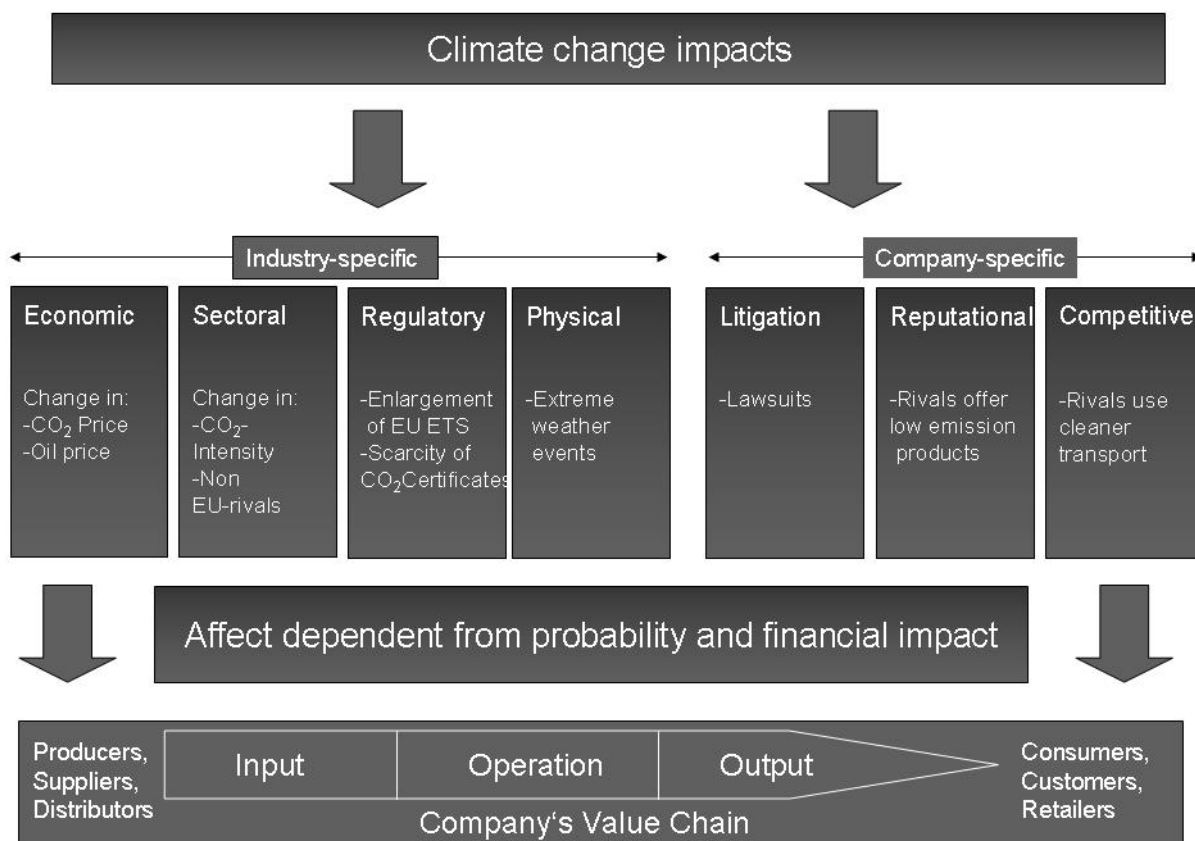 Climate change impacts
Industry-specific
Company-specific
Economic
Change in:
-CO₂ Price
-Oil price
Sectoral
Change in:
-CO₂-
Intensity
-Non
EU-rivals
Regulatory
-Enlargement
of EU ETS
-Scarcity of
CO₂Certificates
Physical
-Extreme
weather
events
Litigation
-Lawsuits
Reputational
-Rivals offer
low emission
products
Competitive
-Rivals use
cleaner
transport
Affect dependent from probability and financial impact
Producers,
Suppliers,
Distributors
Input
Operation
Output
Consumers,
Customers,
Retailers
Company‘s Value Chain